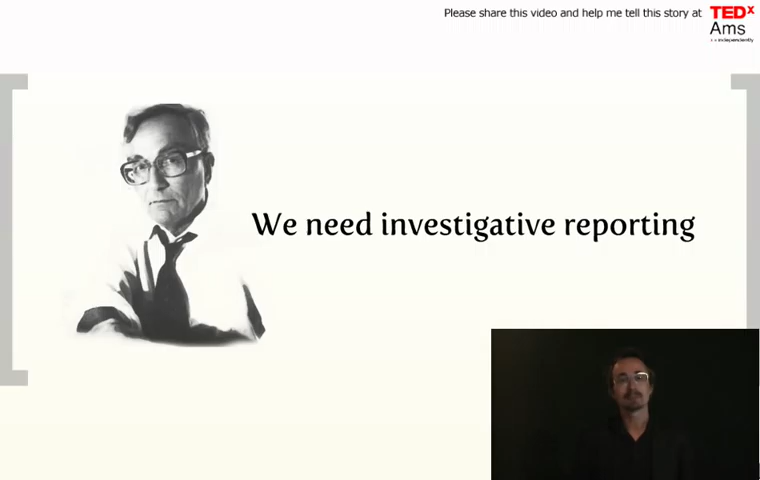 Please share this video and help me tell this story at
TEDx
Ams
We need investigative reporting